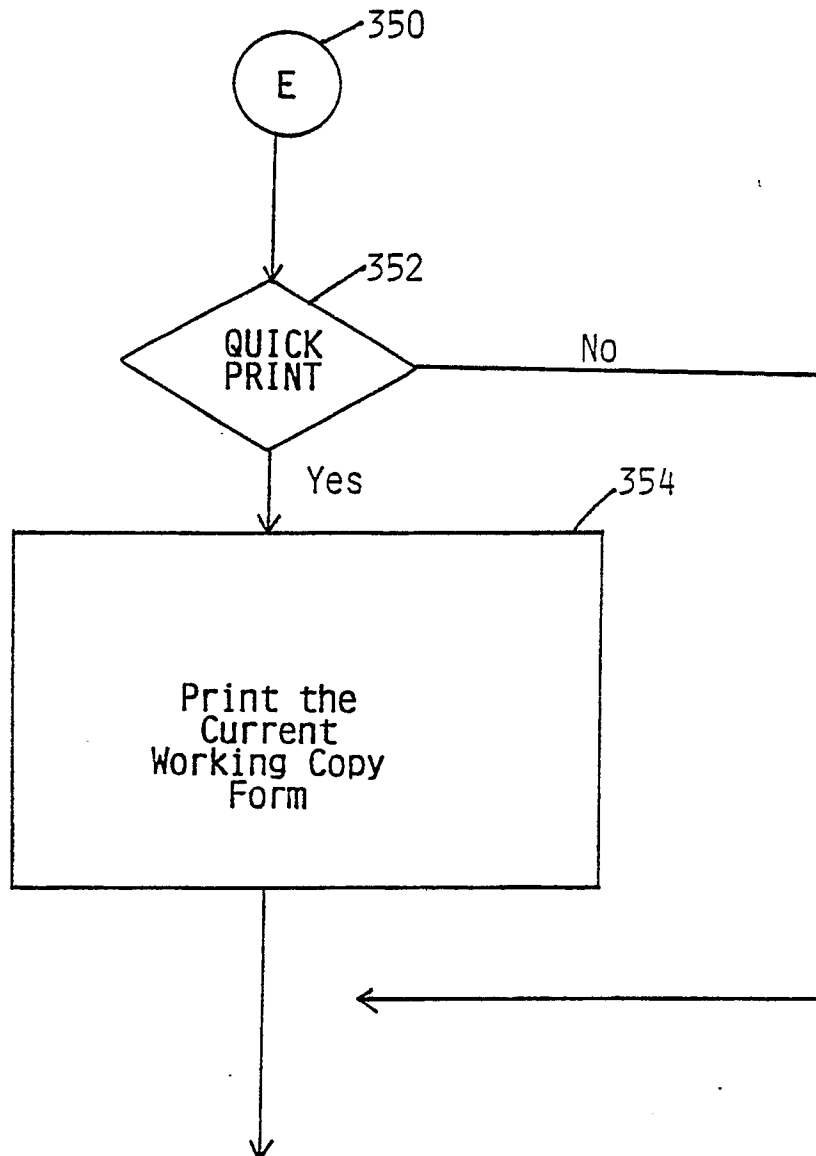 350
E
352
QUICK
PRINT
No
Yes
354
Print the
Current
Working Copy
Form